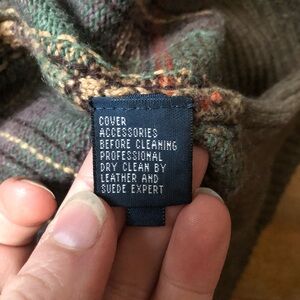 COVER
ACCESSORIES
BEFORE CLEANING
PROFESSIONAL
DRY CLEAN BY
LEATHER AND
SUEDE EXPERT